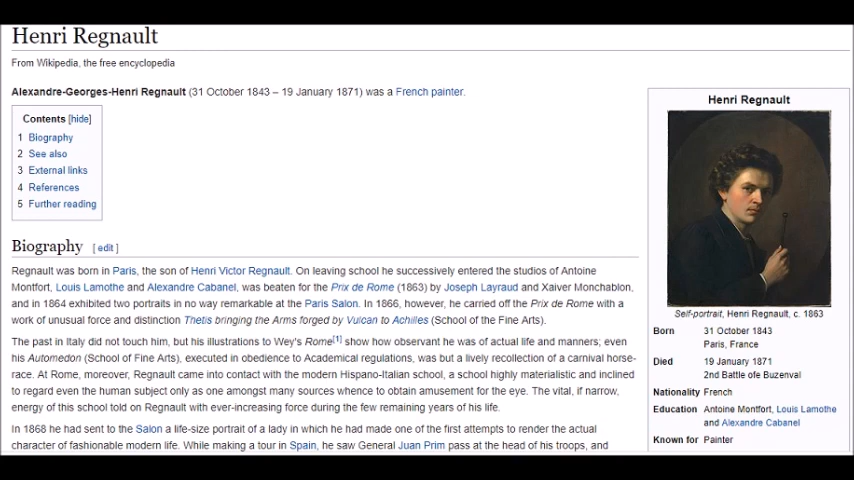 Henri Regnault
From Wikipedia, the free encyclopedia
Alexandre-Georges-Henri Regnault (31 October 1843 – 19 January 1871) was a French painter.
Contents [hide]
1 Biography
2 See also
3 External links
4 References
5 Further reading
Biography [ edit ]
Regnault was born in Paris, the son of Henri Victor Regnault. On leaving school he successively entered the studios of Antoine
Montfort, Louis Lamothe and Alexandre Cabanel, was beaten for the Prix de Rome (1863) by Joseph Layraud and Xaiver Monchablon,
and in 1864 exhibited two portraits in no way remarkable at the Paris Salon. In 1866, however, he carried off the Prix de Rome with a
work of unusual force and distinction Thetis bringing the Arms forged by Vulcan to Achilles (School of the Fine Arts).
The past in Italy did not touch him, but his illustrations to Wey's Rome[1] show how observant he was of actual life and manners; even
his Automedon (School of Fine Arts), executed in obedience to Academical regulations, was but a lively recollection of a carnival horse-
race. At Rome, moreover, Regnault came into contact with the modern Hispano-Italian school, a school highly materialistic and inclined
to regard even the human subject only as one amongst many sources whence to obtain amusement for the eye. The vital, if narrow,
energy of this school told on Regnault with ever-increasing force during the few remaining years of his life.
In 1868 he had sent to the Salon a life-size portrait of a lady in which he had made one of the first attempts to render the actual
character of fashionable modern life. While making a tour in Spain, he saw General Juan Prim pass at the head of his troops, and
Henri Regnault
Self-portrait, Henri Regnault, c. 1863
Born 31 October 1843
Paris, France
Died 19 January 1871
2nd Battle ofe Buzenval
Nationality French
Education Antoine Montfort, Louis Lamothe
and Alexandre Cabanel
Known for Painter